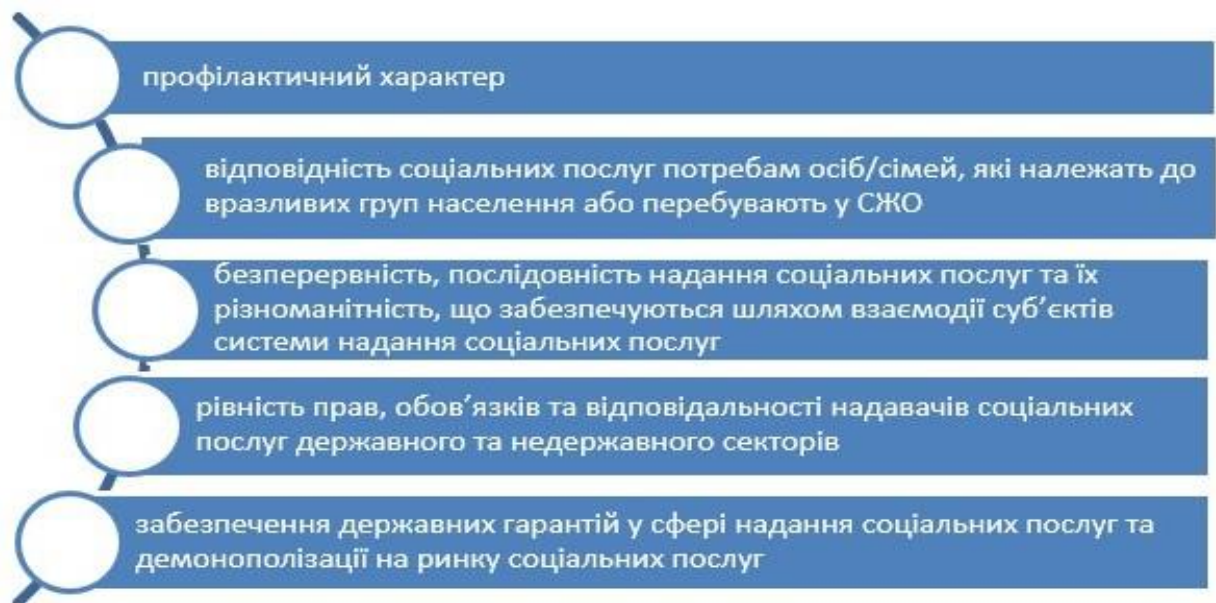 профілактичний характер
відповідність соціальних послуг потребам осіб/сімей, які належать до
вразливих груп населення або перебувають у СЖО
безперервність, послідовність надання соціальних послуг та їх
різноманітність, що забезпечуються шляхом взаємодії суб’єктів
системи надання соціальних послуг
рівність прав, обов’язків та відповідальності надавачів соціальних
послуг державного та недержавного секторів
забезпечення державних гарантій у сфері надання соціальних послуг та
демонополізації на ринку соціальних послуг